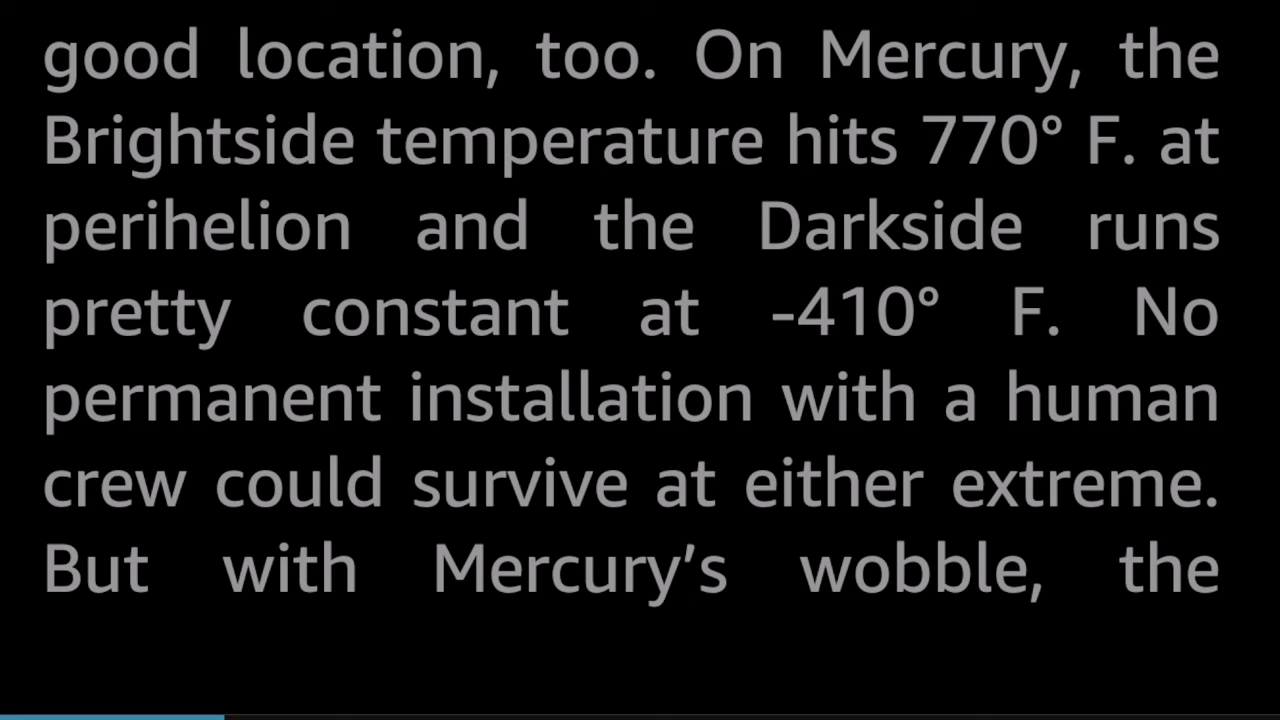 good location, too. On Mercury, the
Brightside temperature hits 770° F. at
perihelion and the Darkside runs
pretty constant at -410° F. No
permanent installation with a human
crew could survive at either extreme.
But with Mercury’s wobble, the